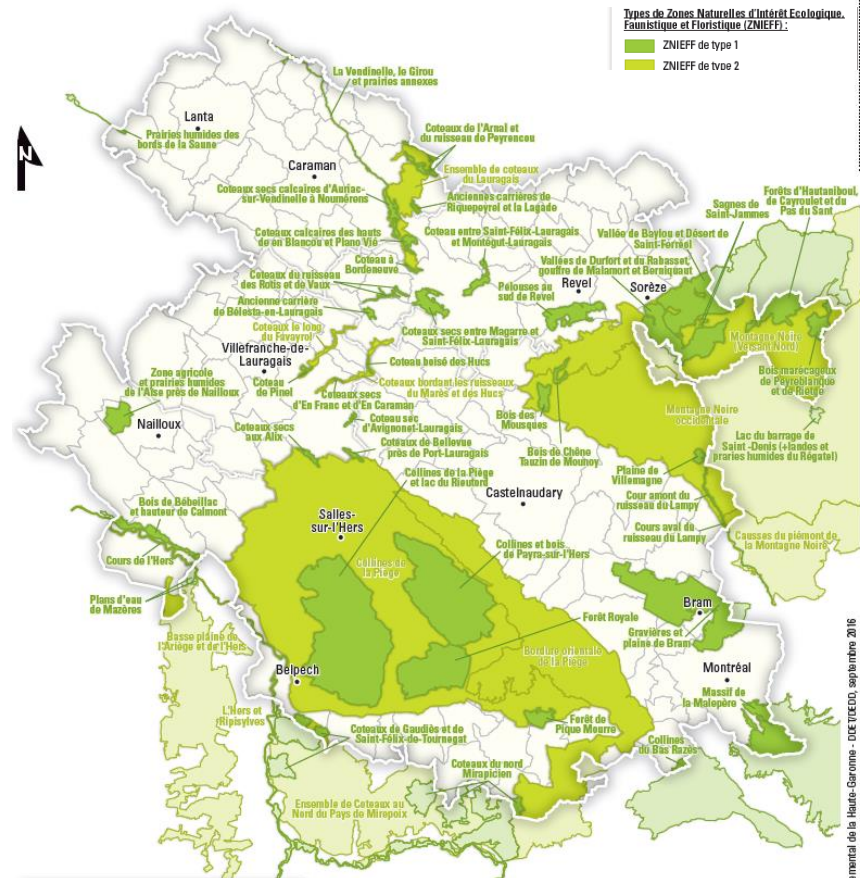 Types de Zones Naturelles d'Intérêt Ecologique,
Faunistique et Floristique (ZNIEFF) :
ZNIEFF de type 1
ZNIEFF de type 2
La Vendinelle, le Girou
et prairies annexes
Lanta
Prairies humides des
bords de la Saune
N
Coteaux de l'Arnal et
du ruisseau de Peyrencou
Caraman
Ensemble de coteaux
du Lauragais
Coteaux secs calcaires d'Auriac-
sur-Vendinelle à Noumérens
Anciennes carrières de
Riquepeyrel et la Lagade
Forêts d'Hautaniboul,
de Cayroulet et du
Pas du Sant
Sagnes de
Saint-Jammes
Coteaux calcaires des hauts
de en Blancou et Plano Vié
Coteau entre Saint-Félix-Lauragais
et Montégut-Lauragais
Vallée de Baylou et Désert de
Saint-Ferréol
Coteau à
Bordeneuve
Vallées de Durfort et du Rabasset,
gouffre de Malamort et Berniquaut
Coteaux du ruisseau
des Rotis et de Vaux
Pelouses au
sud de Revel
Revel
Sorèze
Ancienne carrière
de Bélesta-en-Lauragais
Coteaux le long
du Favayrol
Coteaux secs entre Magarre et
Saint-Félix-Lauragais
Montagne Noire
(Versant Nord)
Villefranche-de-
Lauragais
Coteau boisé des Hucs
Zone agricole
et prairies humides
de l'Aïse près de Nailloux
Coteau
de Pinel
Coteaux bordant les ruisseaux
du Marès et des Hucs
Bois marécageux
de Peyreblanque
et de Rietge
Coteaux secs
d'En Franc et d'En Caraman
Bois des
Mousques
Montagne Noire
occidentale
Nailloux
Coteau sec
d'Avignonet-Lauragais
Coteaux secs
aux Alix
Coteaux de Bellevue
près de Port-Lauragais
Bois de Chêne
Tauzin de Mounoy
Lac du barrage de
Saint-Denis (+landes et
praries humides du Régatel)
Collines de la Piège
et lac du Rieutord
Plaine de
Villemagne
Bois de Bébeillac
et hauteur de Calmont
Castelnaudary
Cour amont du
ruisseau du Lampy
Salles-
sur-l'Hers
Cours aval du
ruisseau du Lampy
Cours de l'Hers
Collines de
la Piège
Collines et bois
de Payra-sur-l'Hers
Causses du piémont de
la Montagne Noire
Plans d'eau
de Mazères
Bram
Forêt Royale
Basse plaine de
l'Ariège et de l'Hers
Gravières et
plaine de Bram
Bordure orientale
de la Piège
Belpech
Montréal
L'Hers et
Ripisylves
Massif de
la Malepère
Coteaux de Gaudiès et de
Saint-Félix-de-Tournegat
Forêt de
Pique Mourre
Collines
du Bas Razès
Coteaux du nord
Mirapicien
Ensemble de Coteaux au
Nord du Pays de Mirepoix
emental de la Haute-Garonne - DDET/DEDD, septembre 2016